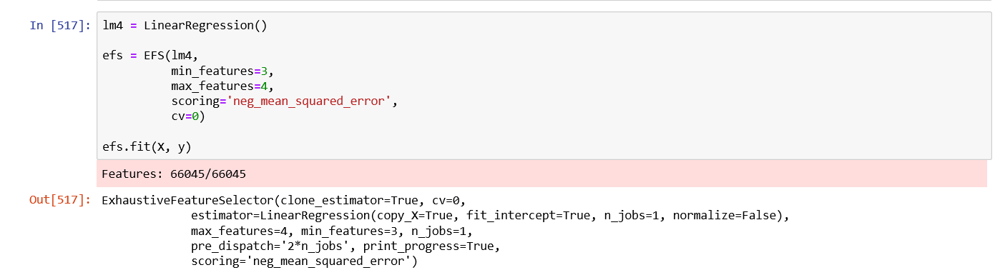 In [517]: lm4 = LinearRegression()
efs = EFS(lm4,
min_features=3,
max_features=4,
scoring='neg_mean_squared_error',
cv=0)
efs.fit(X, y)
Features: 66045/66045
Out[517]: ExhaustiveFeatureSelector(clone_estimator=True, cv=0,
estimator=LinearRegression(copy_X=True, fit_intercept=True, n_jobs=1, normalize=False),
max_features=4, min_features=3, n_jobs=1,
pre_dispatch='2*n_jobs', print_progress=True,
scoring='neg_mean_squared_error')